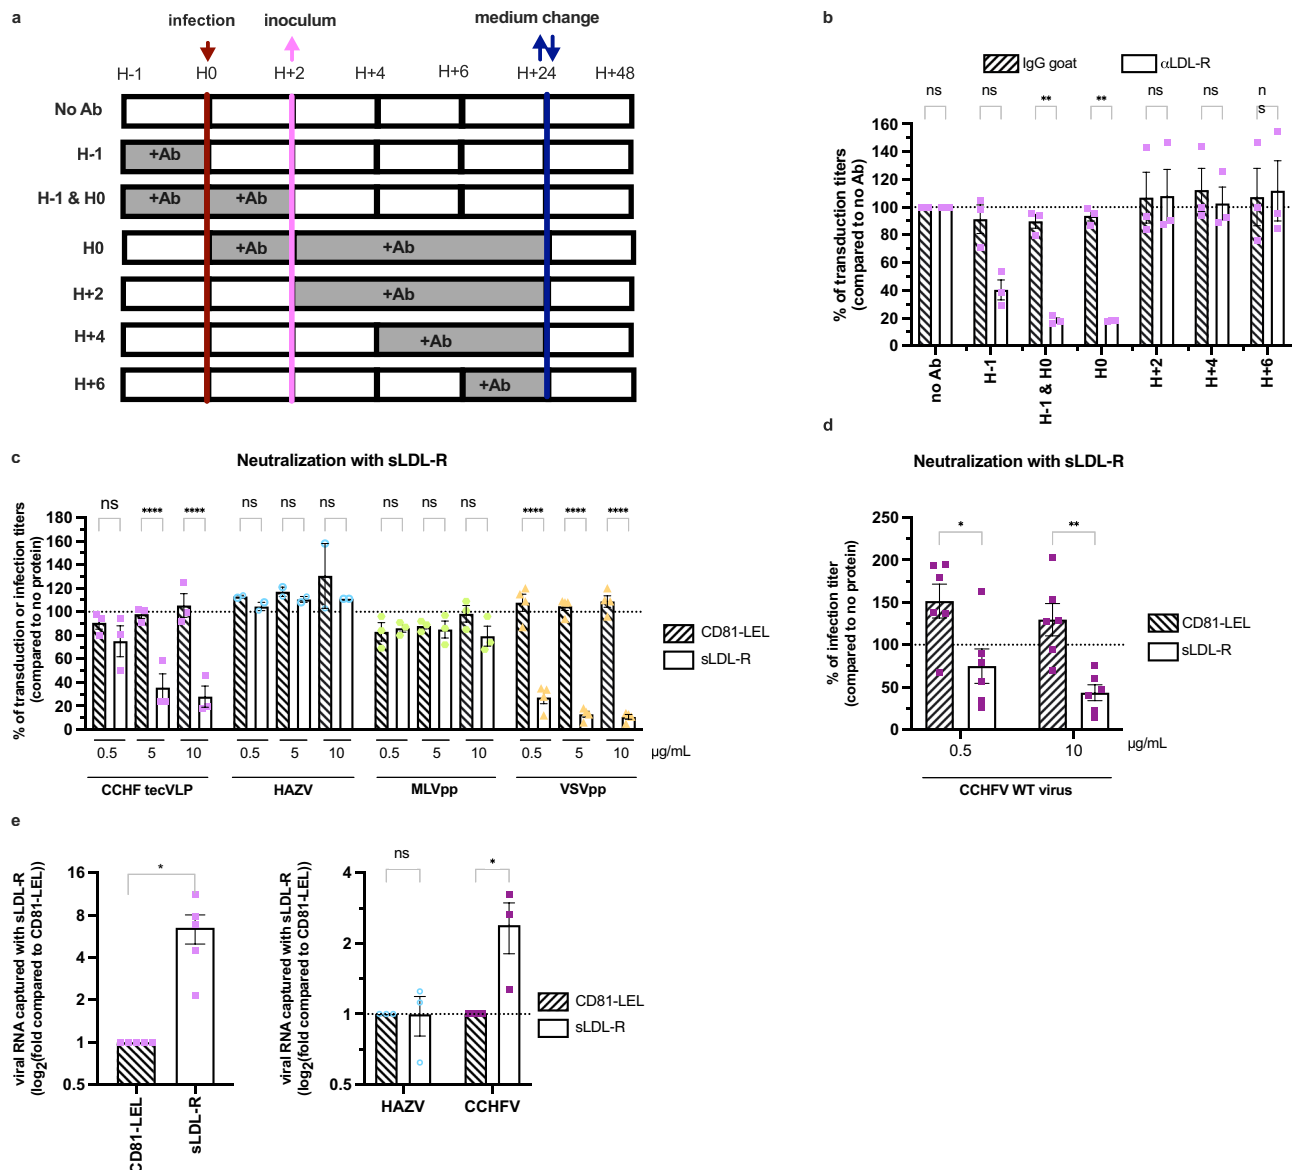 a
infection
inoculum
medium change
H-1
H0
H+2
H+4
H+6
H+24
H+48
No Ab
H-1
+Ab
H-1 & H0
+Ab
+Ab
H0
+Ab
+Ab
H+2
+Ab
H+4
+Ab
H+6
+Ab
b
IgG goat
αLDL-R
ns
ns
**
**
ns
ns
n
s
% of transduction titers
(compared to no Ab)
160
140
120
100
80
60
40
20
0
no Ab
H-1
H-1 & H0
H0
H+2
H+4
H+6
c
Neutralization with sLDL-R
ns
****
****
ns
ns
ns
ns
ns
ns
****
****
****
% of transduction or infection titers
(compared to no protein)
180
160
140
120
100
80
60
40
20
0
CD81-LEL
sLDL-R
0.5
5
10
0.5
5
10
0.5
5
10
0.5
5
10
µg/mL
CCHF tecVLP
HAZV
MLVpp
VSVpp
d
Neutralization with sLDL-R
*
**
% of infection titer
(compared to no protein)
250
200
150
100
50
0
CD81-LEL
sLDL-R
0.5
10
µg/mL
CCHFV WT virus
e
*
viral RNA captured with sLDL-R
(log2(fold compared to CD81-LEL))
16
8
4
2
1
0.5
CD81-LEL
sLDL-R
ns
*
viral RNA captured with sLDL-R
(log2(fold compared to CD81-LEL))
4
2
1
0.5
HAZV
CCHFV
CD81-LEL
sLDL-R